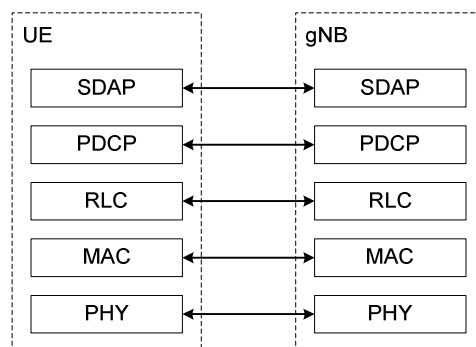 UE gNB
SDAP SDAP
PDCP PDCP
RLC RLC
MAC MAC
PHY PHY